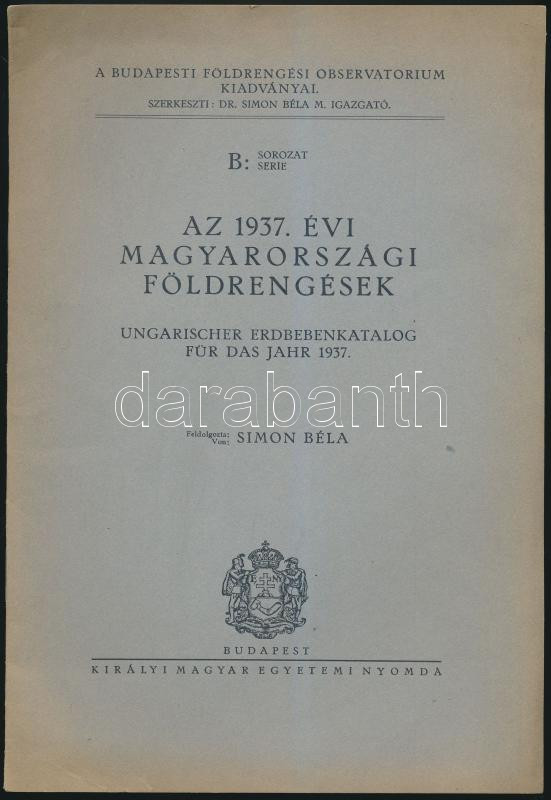 A BUDAPESTI FÖLDRENGÉSI OBSERVATORIUM
KIADVÁNYAI.
SZERKESZTI: DR. SIMON BÉLA M. IGAZGATÓ.
B: SOROZAT
SERIE
AZ 1937. ÉVI
MAGYARORSZÁGI
FÖLDRENGÉSEK
UNGARISCHER ERDBEBENKATALOG
FÜR DAS JAHR 1937.
darabanth
Feldolgozta:
Von: SIMON BÉLA
BUDAPEST
KIRÁLYI MAGYAR EGYETEMI NYOMDA